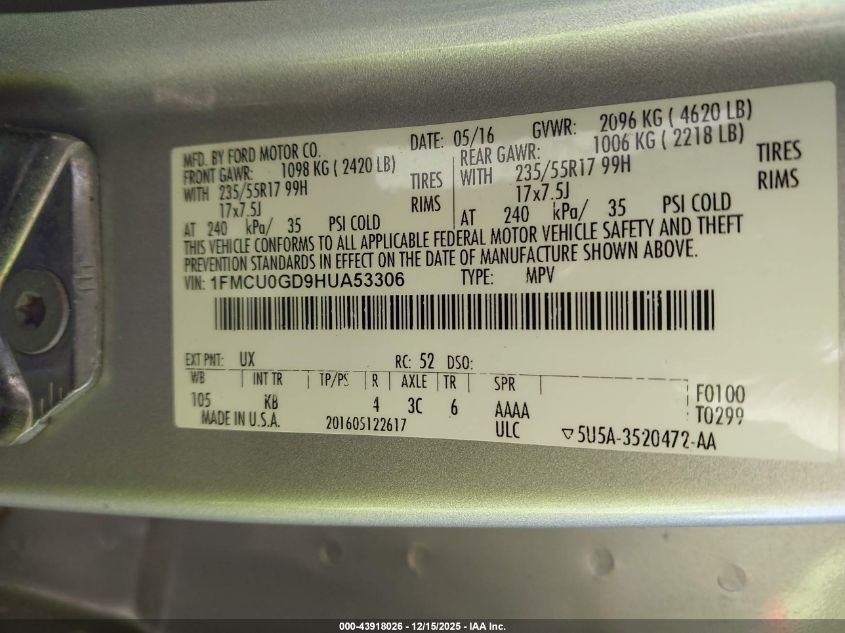 MFD. BY FORD MOTOR CO. DATE: 05/16 GVWR: 2096 KG ( 4620 LB)
FRONT GAWR: 1098 KG ( 2420 LB) REAR GAWR: 1006 KG ( 2218 LB)
WITH 235/55R17 99H TIRES WITH 235/55R17 99H TIRES
17x7.5J RIMS 17x7.5J RIMS
AT 240 kPa/ 35 PSI COLD AT 240 kPa/ 35 PSI COLD
THIS VEHICLE CONFORMS TO ALL APPLICABLE FEDERAL MOTOR VEHICLE SAFETY AND THEFT
PREVENTION STANDARDS IN EFFECT ON THE DATE OF MANUFACTURE SHOWN ABOVE.
VIN: 1FMCU0GD9HUA53306 TYPE: MPV
EXT PNT: UX RC: 52 DSO:
WB INT TR TP/PS R AXLE TR SPR
105 KB 4 3C 6 AAAA F0100
MADE IN U.S.A. 201605122617 ULC T0299
▽5U5A-3520472-AA
000-43918026 - 12/15/2025 - IAA Inc.